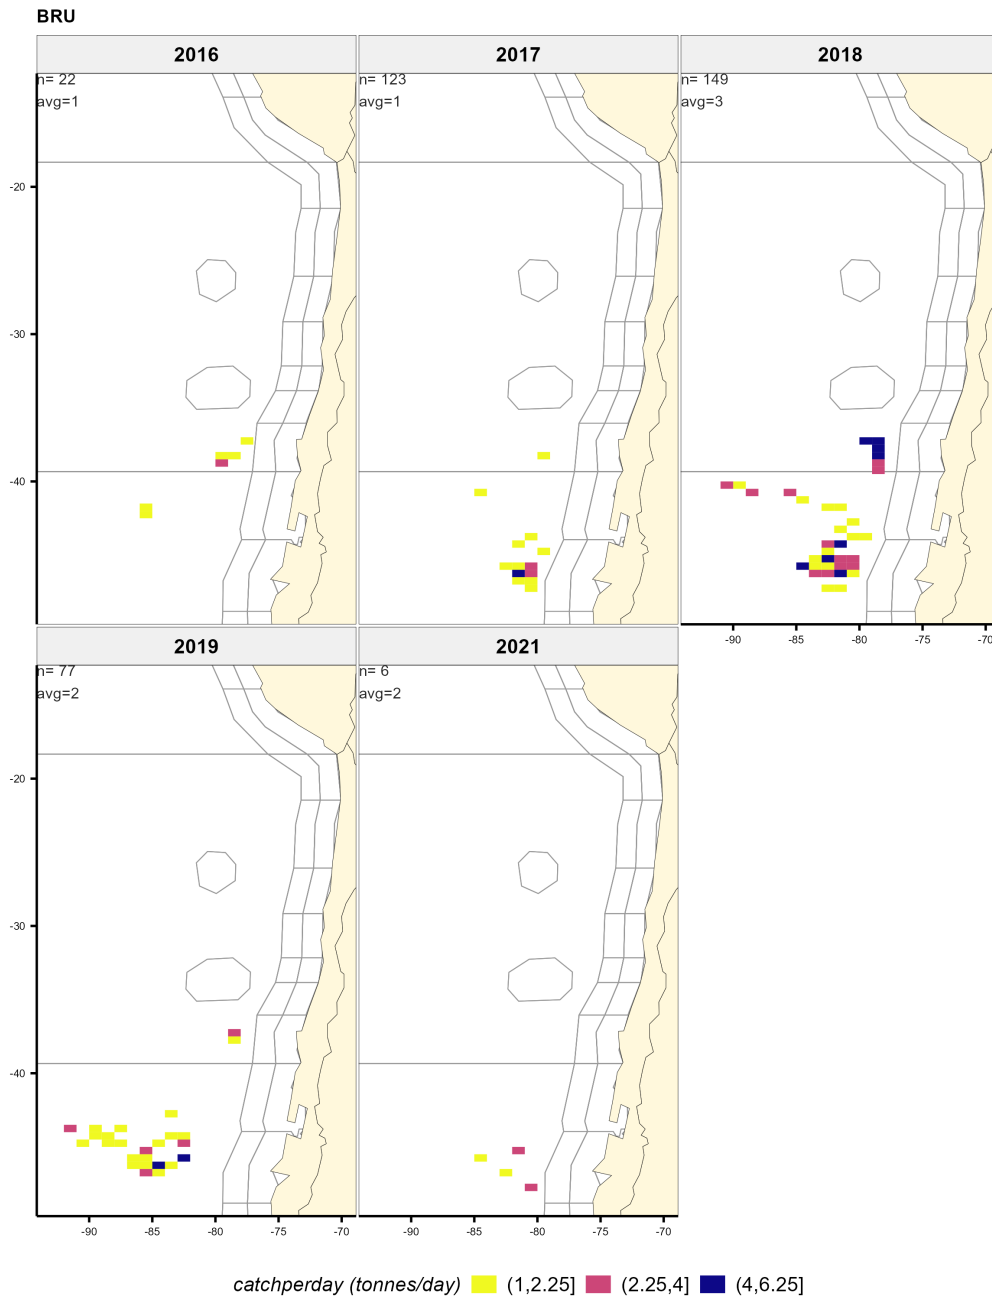 BRU
2016
2017
2018
n= 22
avg=1
n= 123
avg=1
n= 149
avg=3
-20
-30
-40
-90
-85
-80
-75
-70
2019
2021
n= 77
avg=2
n= 6
avg=2
-20
-30
-40
-90
-85
-80
-75
-70
-90
-85
-80
-75
-70
catchperday (tonnes/day) (1,2.25] (2.25,4] (4,6.25]